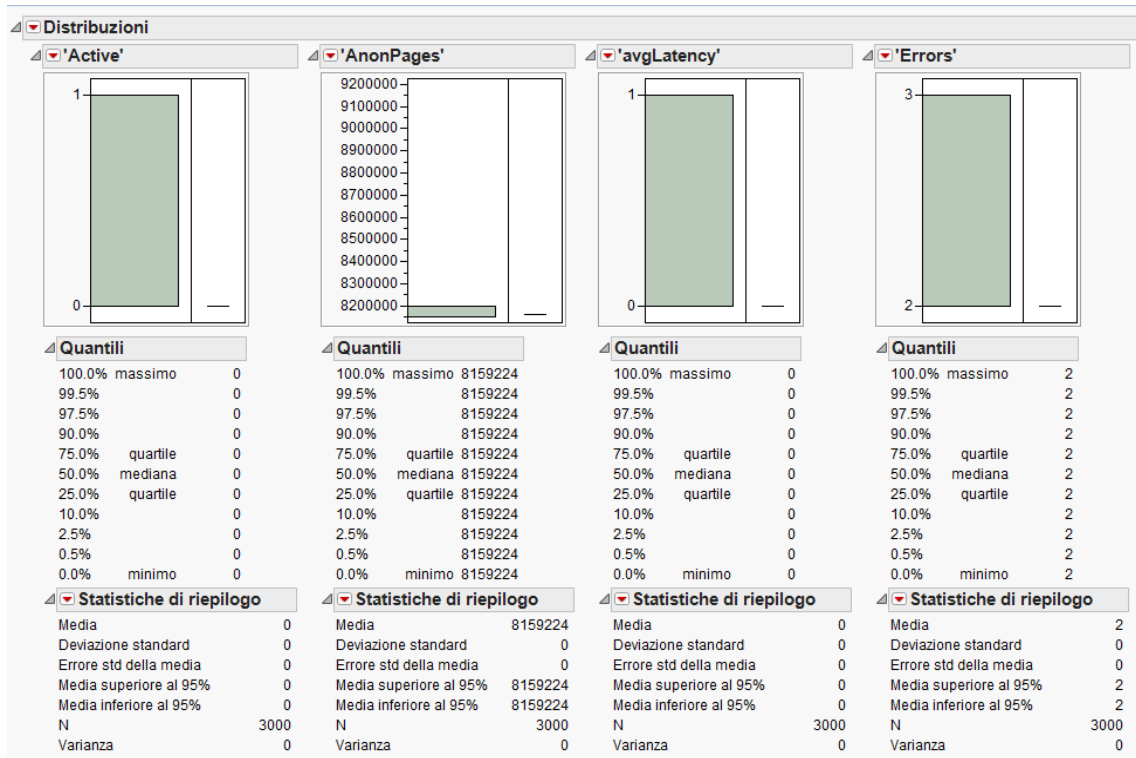 Distribuzioni
'Active'
1
0
Quantili
100.0% massimo 0
99.5% 0
97.5% 0
90.0% 0
75.0% quartile 0
50.0% mediana 0
25.0% quartile 0
10.0% 0
2.5% 0
0.5% 0
0.0% minimo 0
Statistiche di riepilogo
Media 0
Deviazione standard 0
Errore std della media 0
Media superiore al 95% 0
Media inferiore al 95% 0
N 3000
Varianza 0
'AnonPages'
9200000
9100000
9000000
8900000
8800000
8700000
8600000
8500000
8400000
8300000
8200000
Quantili
100.0% massimo 8159224
99.5% 8159224
97.5% 8159224
90.0% 8159224
75.0% quartile 8159224
50.0% mediana 8159224
25.0% quartile 8159224
10.0% 8159224
2.5% 8159224
0.5% 8159224
0.0% minimo 8159224
Statistiche di riepilogo
Media 8159224
Deviazione standard 0
Errore std della media 0
Media superiore al 95% 8159224
Media inferiore al 95% 8159224
N 3000
Varianza 0
'avgLatency'
1
0
Quantili
100.0% massimo 0
99.5% 0
97.5% 0
90.0% 0
75.0% quartile 0
50.0% mediana 0
25.0% quartile 0
10.0% 0
2.5% 0
0.5% 0
0.0% minimo 0
Statistiche di riepilogo
Media 0
Deviazione standard 0
Errore std della media 0
Media superiore al 95% 0
Media inferiore al 95% 0
N 3000
Varianza 0
'Errors'
3
2
Quantili
100.0% massimo 2
99.5% 2
97.5% 2
90.0% 2
75.0% quartile 2
50.0% mediana 2
25.0% quartile 2
10.0% 2
2.5% 2
0.5% 2
0.0% minimo 2
Statistiche di riepilogo
Media 2
Deviazione standard 0
Errore std della media 0
Media superiore al 95% 2
Media inferiore al 95% 2
N 3000
Varianza 0